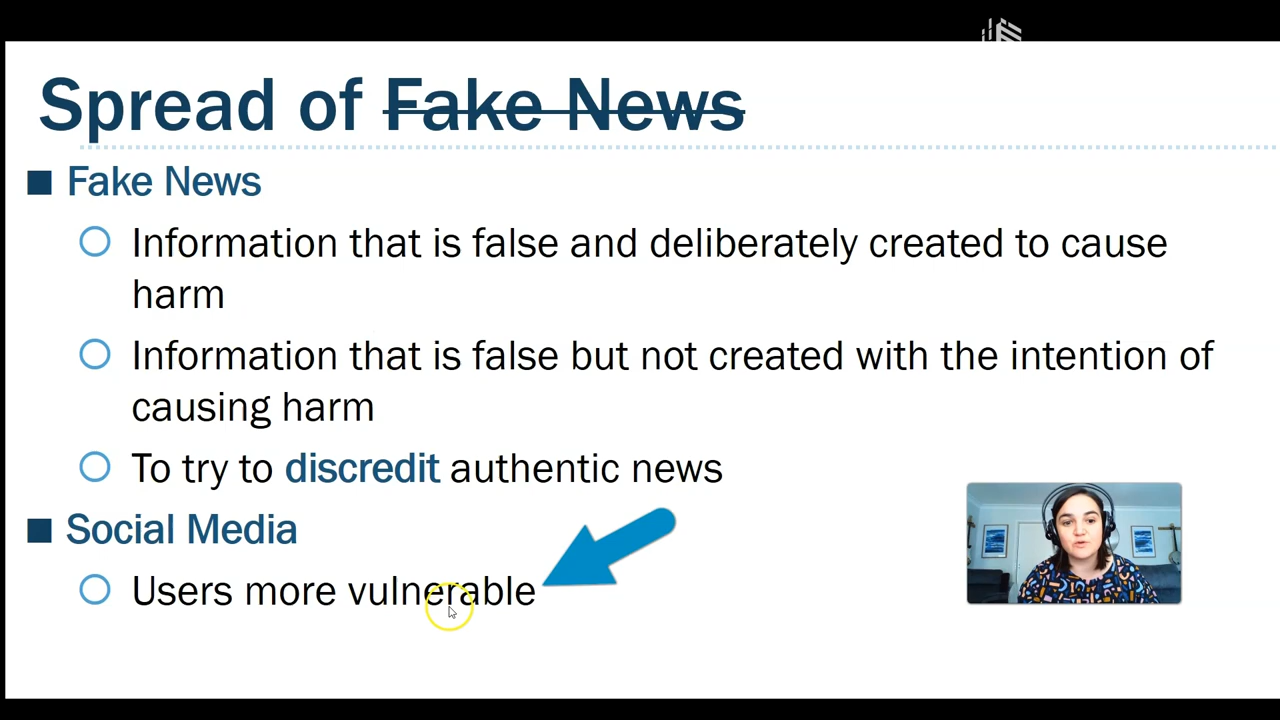 Spread of Fake News
Fake News
Information that is false and deliberately created to cause
harm
Information that is false but not created with the intention of
causing harm
To try to discredit authentic news
Social Media
Users more vulnerable